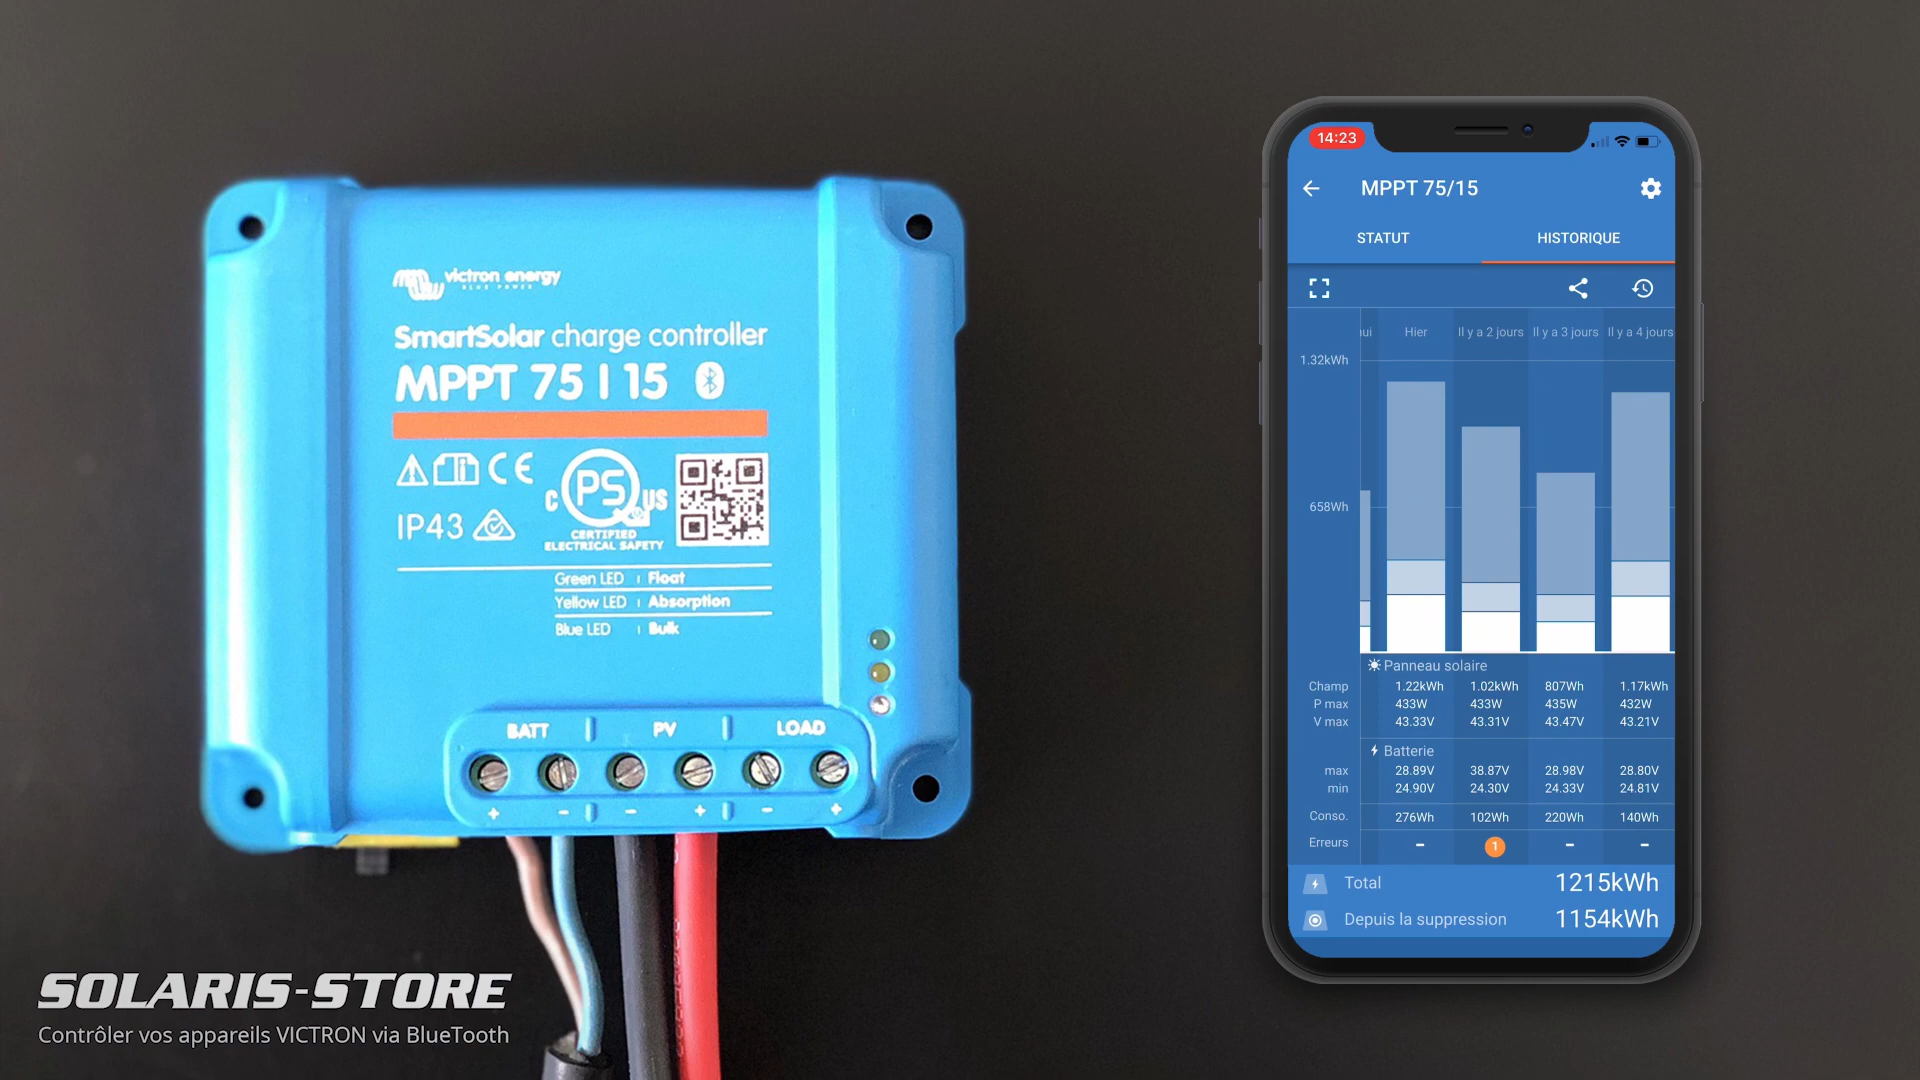 victron energy
BLUE POWER
SmartSolar charge controller
MPPT 75 | 15
CE
C PS US
IP43
CERTIFIED
ELECTRICAL SAFETY
Green LED | Float
Yellow LED | Absorption
Blue LED | Bulk
BATT | PV | LOAD
+ - | - + | - +
SOLARIS-STORE
Contrôler vos appareils VICTRON via BlueTooth
14:23
MPPT 75/15
STATUT HISTORIQUE
ui Hier Il y a 2 jours Il y a 3 jours Il y a 4 jours
1.32kWh
658Wh
Panneau solaire
Champ 1.22kWh 1.02kWh 807Wh 1.17kWh
P max 433W 433W 435W 432W
V max 43.33V 43.31V 43.47V 43.21V
Batterie
max 28.89V 38.87V 28.98V 28.80V
min 24.90V 24.30V 24.33V 24.81V
Conso. 276Wh 102Wh 220Wh 140Wh
Erreurs - 1 - -
Total 1215kWh
Depuis la suppression 1154kWh